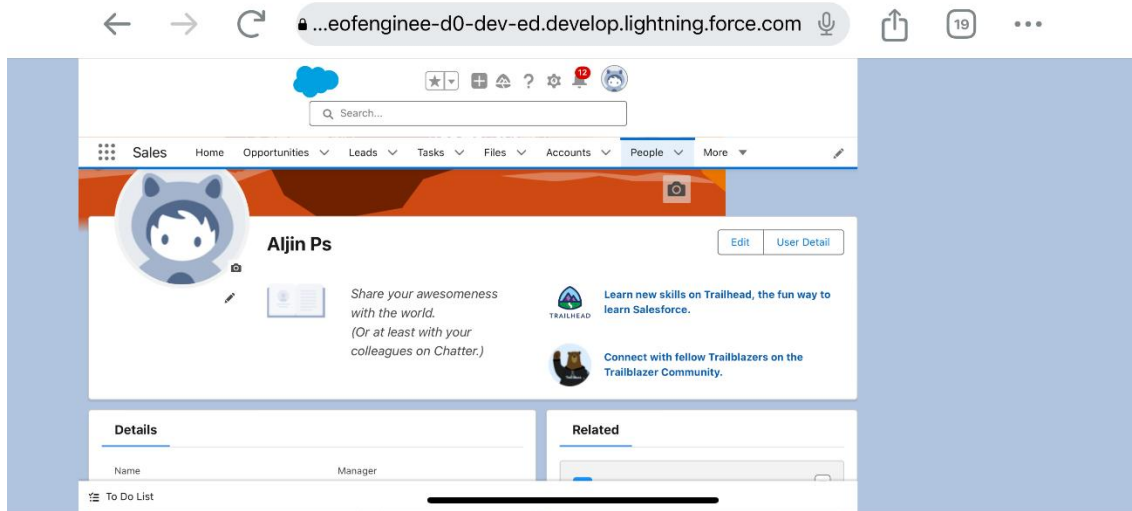 ...eofenginee-d0-dev-ed.develop.lightning.force.com
19
12
Search...
Sales Home Opportunities Leads Tasks Files Accounts People More
Aljin Ps
Edit User Detail
Share your awesomeness
with the world.
(Or at least with your
colleagues on Chatter.)
TRAILHEAD
Learn new skills on Trailhead, the fun way to
learn Salesforce.
Connect with fellow Trailblazers on the
Trailblazer Community.
Details
Related
Name Manager
To Do List